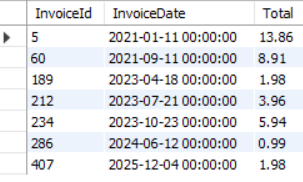 InvoiceId InvoiceDate Total
5 2021-01-11 00:00:00 13.86
60 2021-09-11 00:00:00 8.91
189 2023-04-18 00:00:00 1.98
212 2023-07-21 00:00:00 3.96
234 2023-10-23 00:00:00 5.94
286 2024-06-12 00:00:00 0.99
407 2025-12-04 00:00:00 1.98